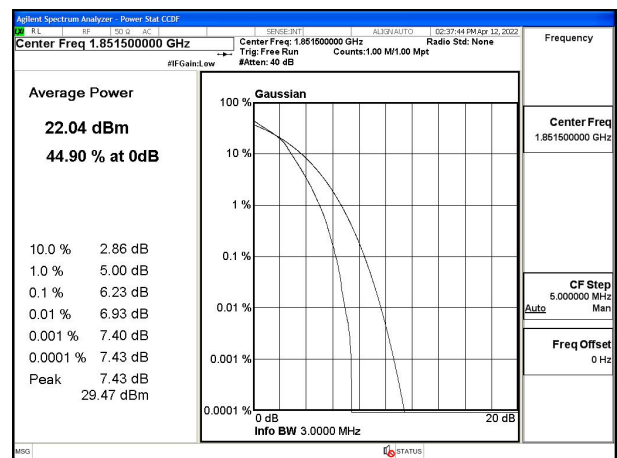 Agilent Spectrum Analyzer - Power Stat CCDF
RL RF 50 Ω AC SENSE:INT ALIGN AUTO 02:37:44 PM Apr 12, 2022
Center Freq 1.851500000 GHz
Center Freq: 1.851500000 GHz Radio Std: None
Trig: Free Run Counts:1.00 M/1.00 Mpt
#IFGain:Low #Atten: 40 dB
Frequency
Average Power
22.04 dBm
44.90 % at 0dB
10.0 % 2.86 dB
1.0 % 5.00 dB
0.1 % 6.23 dB
0.01 % 6.93 dB
0.001 % 7.40 dB
0.0001 % 7.43 dB
Peak 7.43 dB
29.47 dBm
Gaussian
100 %
10 %
1 %
0.1 %
0.01 %
0.001 %
0.0001 %
0 dB 20 dB
Info BW 3.0000 MHz
Center Freq
1.851500000 GHz
CF Step
5.000000 MHz
Auto Man
Freq Offset
0 Hz
MSG STATUS